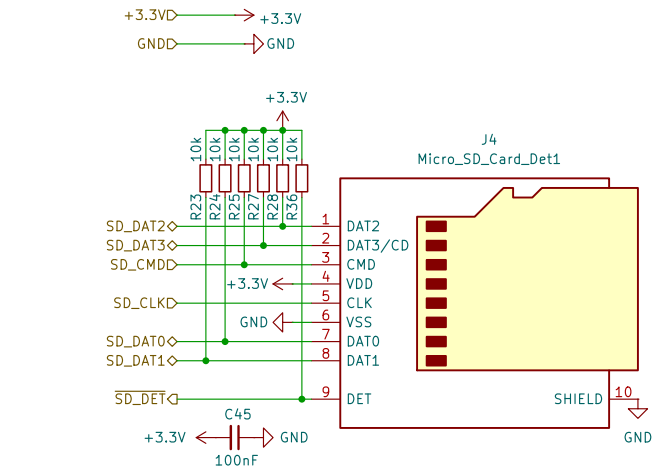 +3.3V
+3.3V
GND
GND
+3.3V
10k
10k
10k
10k
10k
10k
R23
R24
R25
R27
R28
R36
J4
Micro_SD_Card_Det1
SD_DAT2
1
DAT2
SD_DAT3
2
DAT3/CD
SD_CMD
3
CMD
+3.3V
4
VDD
SD_CLK
5
CLK
GND
6
VSS
SD_DAT0
7
DAT0
SD_DAT1
8
DAT1
SD_DET
9
DET
SHIELD
10
GND
C45
+3.3V
GND
100nF